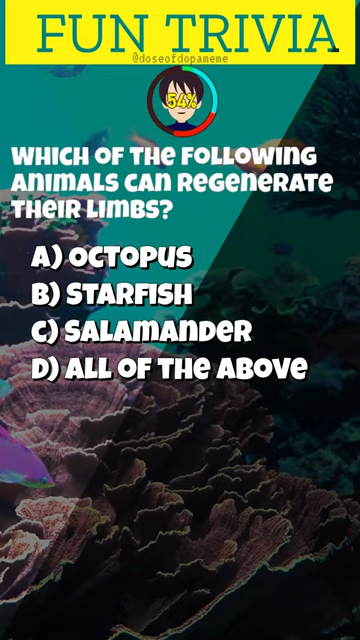 FUN TRIVIA
@doseofdopameme
54%
WHICH OF THE FOLLOWING
ANIMALS CAN REGENERATE
THEIR LIMBS?
A) OCTOPUS
B) STARFISH
C) SALAMANDER
D) ALL OF THE ABOVE